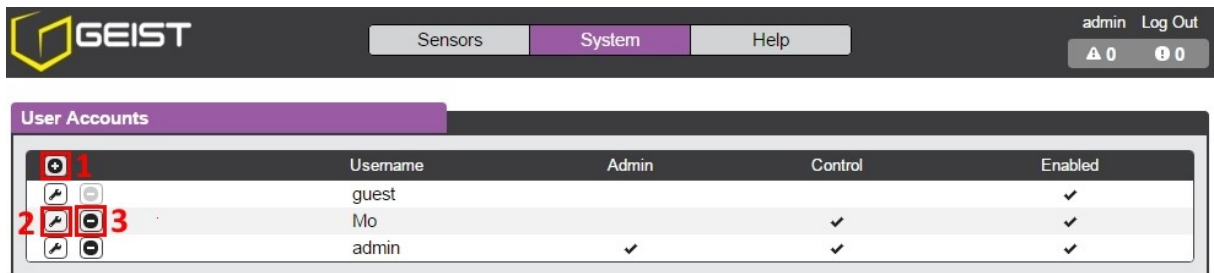 GEIST
Sensors System Help
admin Log Out
0 0
User Accounts
1 Username Admin Control Enabled
guest ✔
2 3 Mo ✔ ✔
admin ✔ ✔ ✔